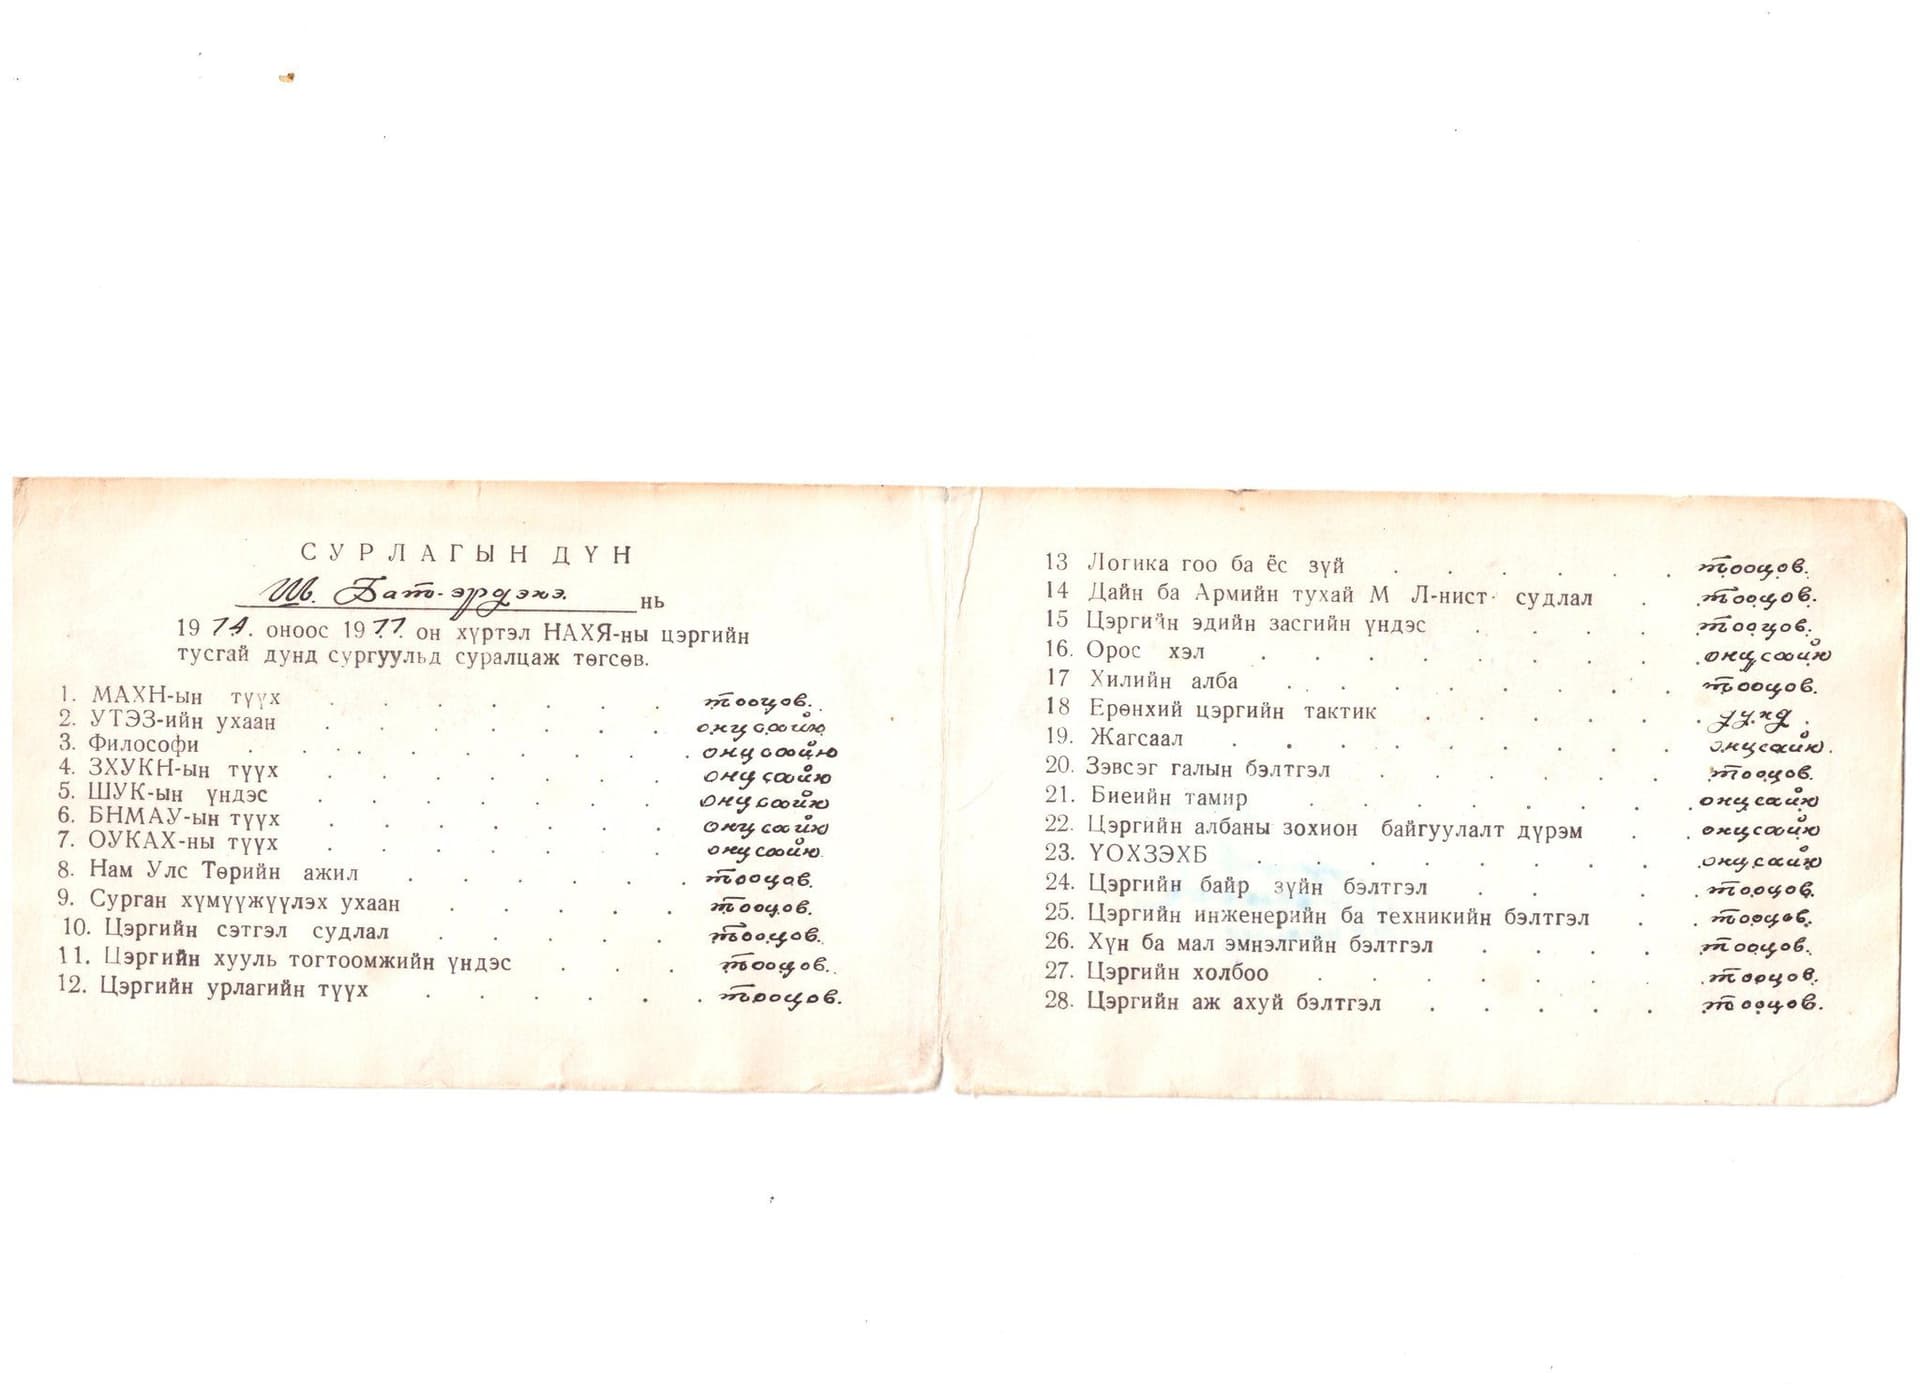 СУРЛАГЫН ДҮН
Ш. Бат-эрдэнэ. нь
1974. оноос 1977. он хүртэл НАХЯ-ны цэргийн
тусгай дунд сургуульд суралцаж төгсөв.
1. МАХН-ын түүх . . . . . . тооцов.
2. УТЭЗ-ийн ухаан . . . . . . онц сайн
3. Философи . . . . . . . онц сайн
4. ЗХУКН-ын түүх . . . . . . онц сайн
5. ШУК-ын үндэс . . . . . . онц сайн
6. БНМАУ-ын түүх . . . . . . онц сайн
7. ОУКАХ-ны түүх . . . . . . онц сайн
8. Нам Улс Төрийн ажил . . . . . . тооцов.
9. Сурган хүмүүжүүлэх ухаан . . . . . тооцов.
10. Цэргийн сэтгэл судлал . . . . . тооцов.
11. Цэргийн хууль тогтоомжийн үндэс . . . тооцов.
12. Цэргийн урлагийн түүх . . . . . . тооцов.
13 Логика гоо ба ёс зүй . . . . . . тооцов.
14 Дайн ба Армийн тухай М Л-нист судлал . . тооцов.
15 Цэргийн эдийн засгийн үндэс . . . . тооцов.
16. Орос хэл . . . . . . . . . онц сайн
17 Хилийн алба . . . . . . . . тооцов.
18 Ерөнхий цэргийн тактик . . . . . . дунд.
19. Жагсаал . . . . . . . . . онц сайн.
20. Зэвсэг галын бэлтгэл . . . . . . тооцов.
21. Биеийн тамир . . . . . . . . онц сайн
22. Цэргийн албаны зохион байгуулалт дүрэм . . онц сайн
23. ҮОХЗЭХБ . . . . . . . . . онц сайн
24. Цэргийн байр зүйн бэлтгэл . . . тооцов.
25. Цэргийн инженерийн ба техникийн бэлтгэл . . тооцов.
26. Хүн ба мал эмнэлгийн бэлтгэл . . . . тооцов.
27. Цэргийн холбоо . . . . . . . тооцов.
28. Цэргийн аж ахуй бэлтгэл . . . . . тооцов.